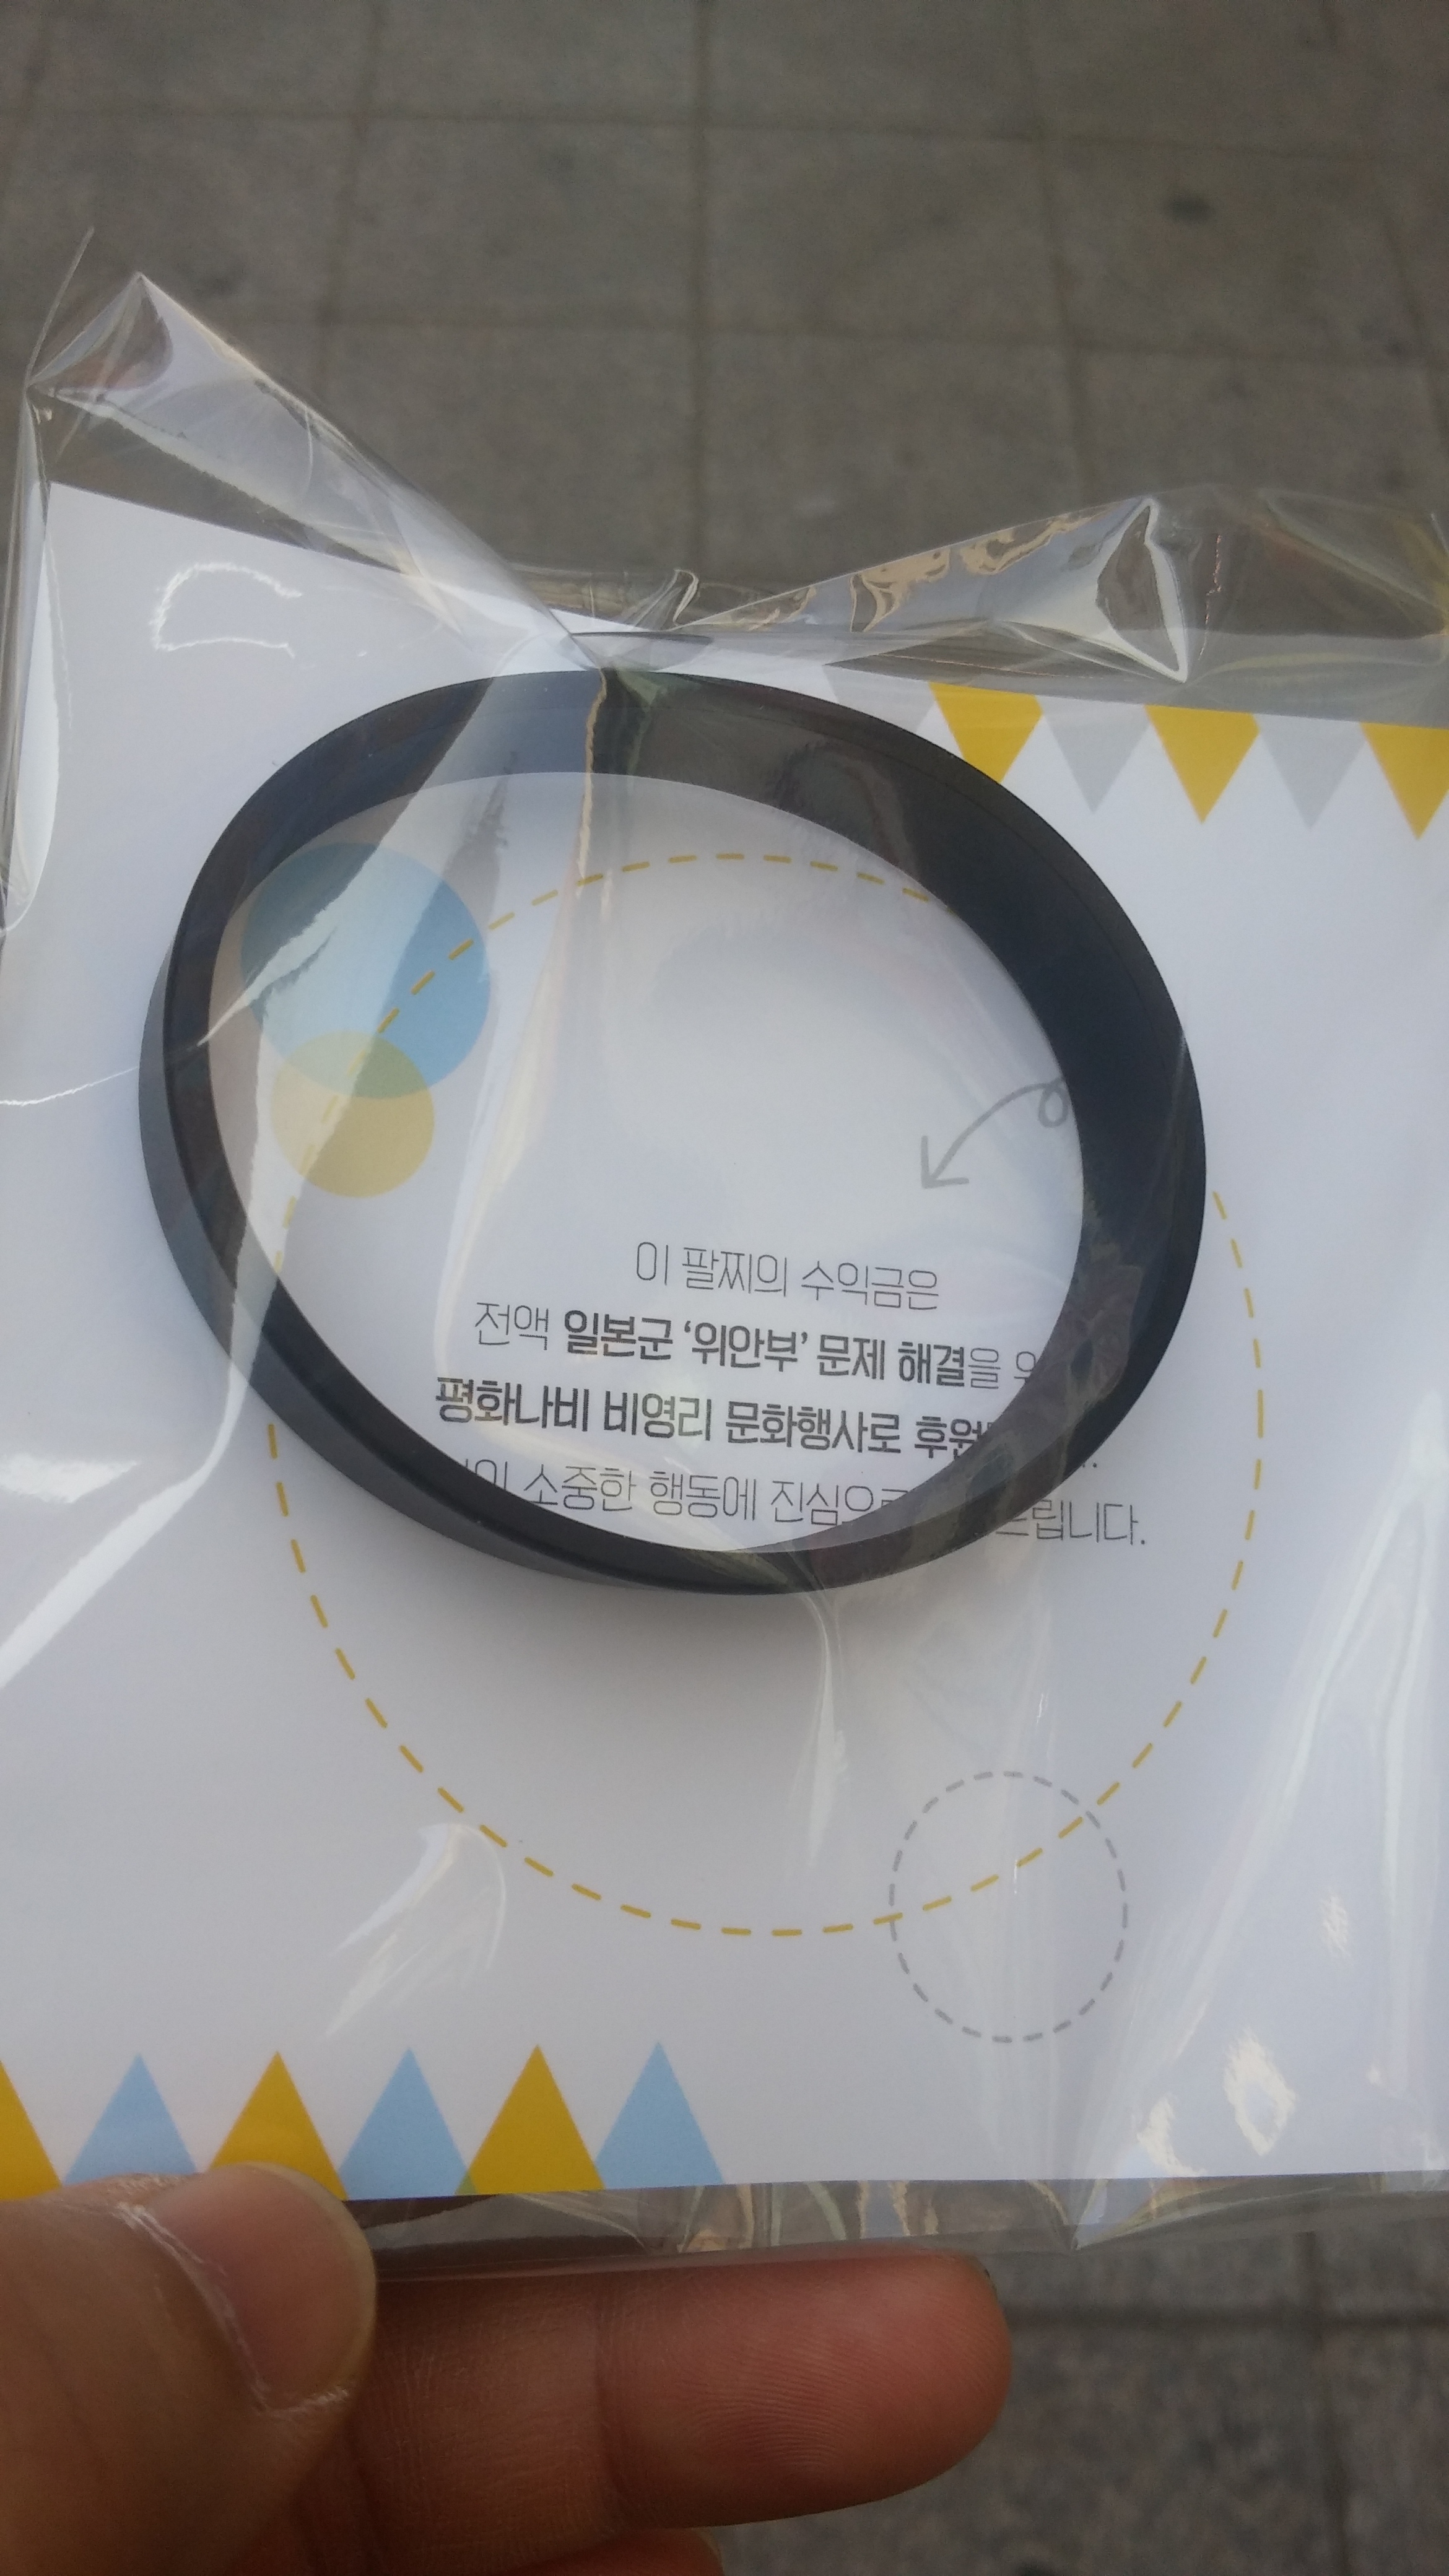 이 팔찌의 수익금은
전액 일본군 ‘위안부’ 문제 해결을
평화나비 비영리 문화행사로
소중한 행동에